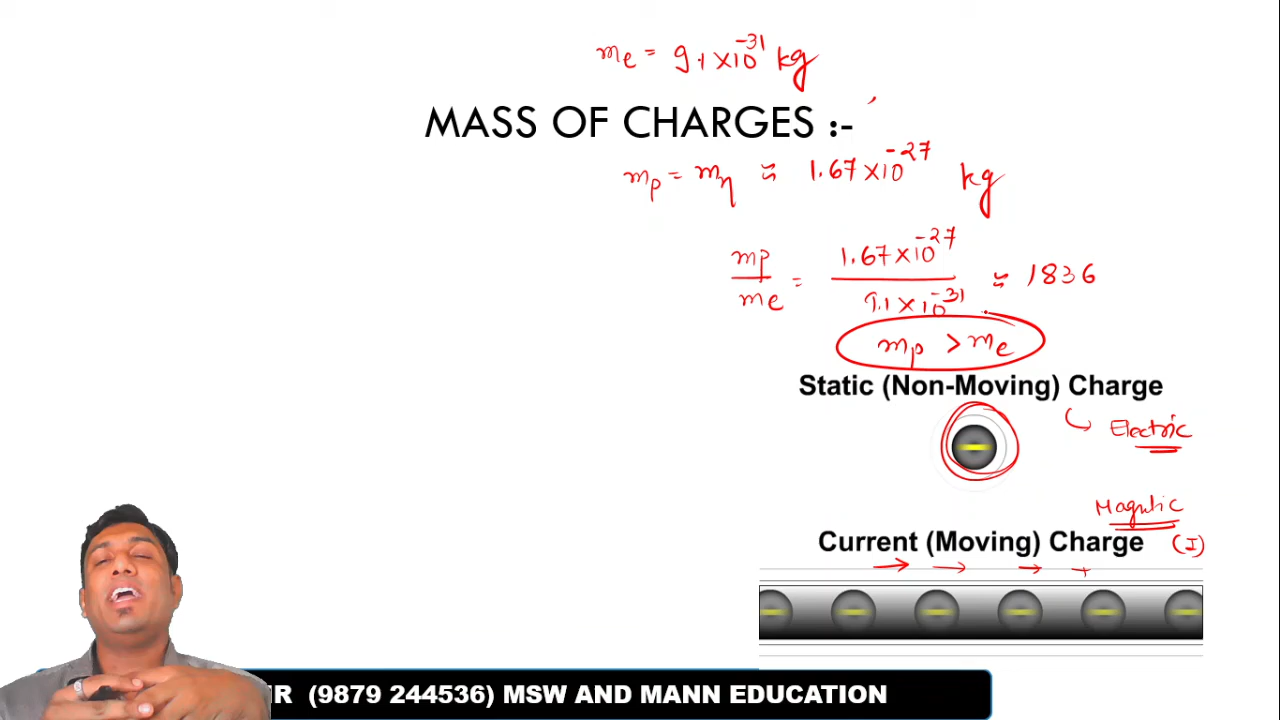 me = 9.1 × 10⁻³¹ kg
MASS OF CHARGES :-
mp = mη ≈ 1.67 × 10⁻²⁷ kg
mp/me = 1.67 × 10⁻²⁷ / 9.1 × 10⁻³¹ ≈ 1836
mp > me
Static (Non-Moving) Charge
Electric
Magnetic
Current (Moving) Charge (I)
IR (9879 244536) MSW AND MANN EDUCATION